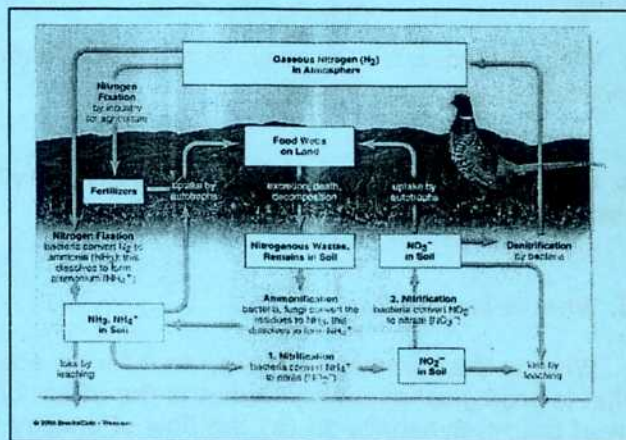 Gaseous Nitrogen (N₂)
in Atmosphere
Nitrogen
Fixation
by industry
for agriculture
Food Webs
on Land
Fertilizers
uptake by
autotrophs
excretion, death,
decomposition
uptake by
autotrophs
Nitrogen Fixation
bacteria convert N₂ to
ammonia (NH₃); this
dissolves to form
ammonium (NH₄⁺)
Nitrogenous Wastes,
Remains in Soil
NO₃⁻
in Soil
Denitrification
by bacteria
NH₃, NH₄⁺
in Soil
Ammonification
bacteria, fungi convert the
residues to NH₃, this
dissolves to form NH₄⁺
2. Nitrification
bacteria convert NO₂⁻
to nitrate (NO₃⁻)
loss by
leaching
1. Nitrification
bacteria convert NH₄⁺
to (NO₂⁻)
NO₂⁻
in Soil
loss by
leaching